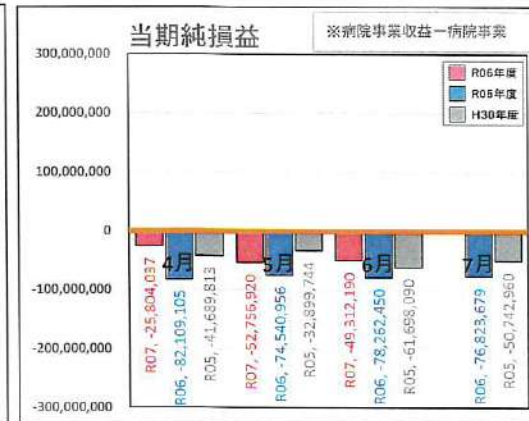 当期純損益
※病院事業収益ー病院事業
300,000,000
200,000,000
100,000,000
0
-100,000,000
-200,000,000
-300,000,000
R06年度
R05年度
H30年度
4月
5月
6月
7月
R07, -25,804,037
R06, -82,109,105
R05, -41,689,813
R07, -52,756,920
R06, -74,540,956
R05, -32,899,744
R07, -49,312,190
R06, -78,262,450
R05, -61,698,090
R06, -76,823,679
R05, -50,742,960